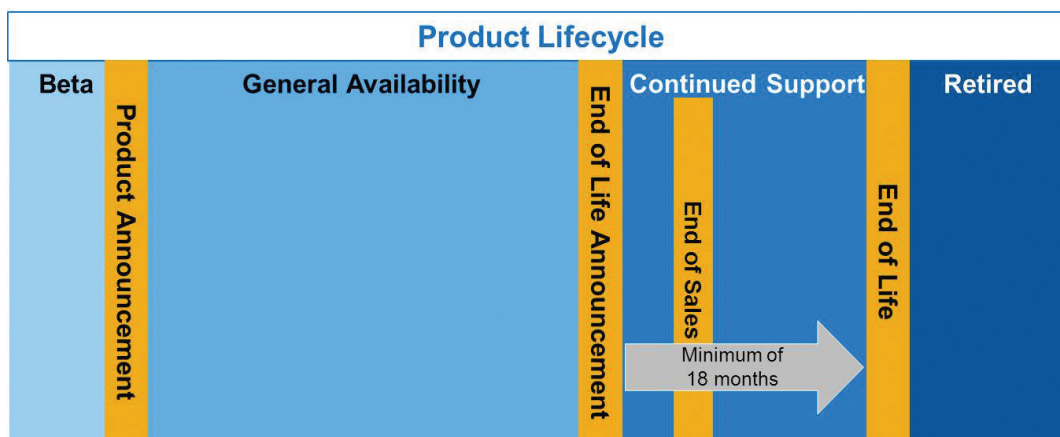 Product Lifecycle
Beta
Product Announcement
General Availability
End of Life Announcement
Continued Support
End of Sales
Minimum of
18 months
End of Life
Retired